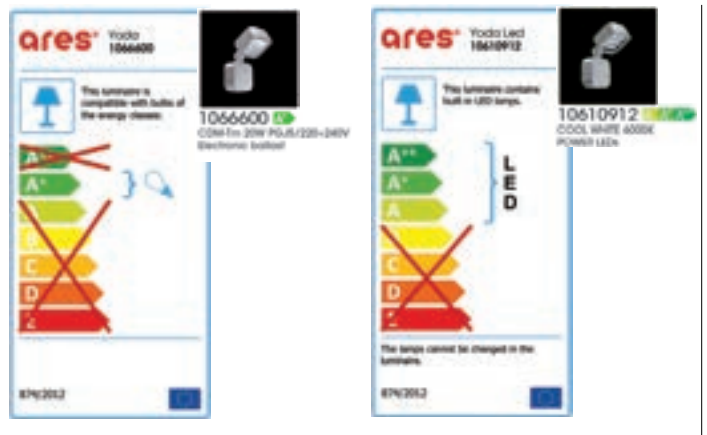 ares
Yoda
1066600
This luminaire is
compatible with bulbs of
the energy classes:
1066600 A+
CDM-Tm 20W PGJ5/220÷240V
Electronic ballast
A++
A+
B
C
D
E
874/2012
ares
Yoda Led
10610912
This luminaire contains
built-in LED lamps.
10610912
COOL WHITE 6000K
POWER LEDs
A++
A+
A
LED
C
D
E
The lamps cannot be changed in the
luminaire.
874/2012